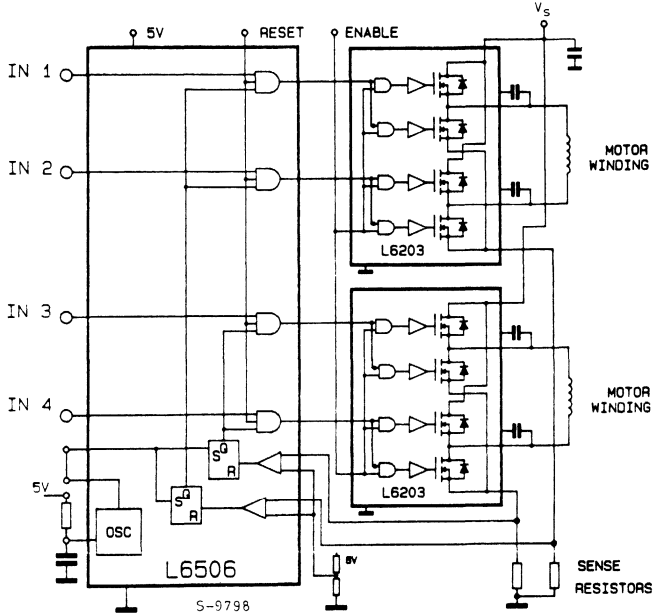 5V
RESET
ENABLE
Vs
IN 1
IN 2
MOTOR
WINDING
L6203
IN 3
IN 4
MOTOR
WINDING
L6203
S Q
R
S Q
R
5V
OSC
L6506
5V
SENSE
RESISTORS
S-9798